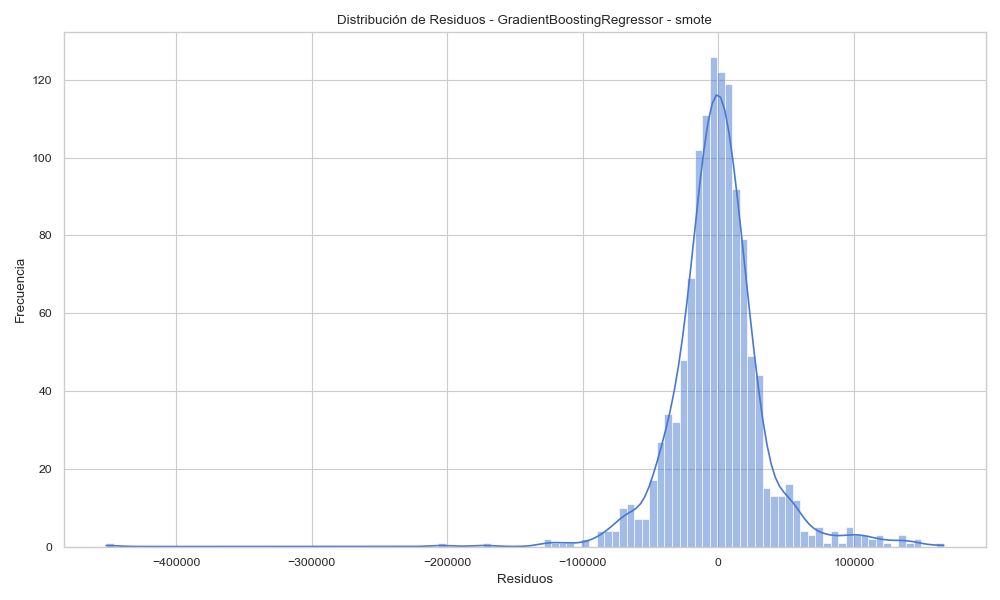 Distribución de Residuos - GradientBoostingRegressor - smote
120
100
80
60
40
20
0
Frecuencia
−400000 −300000 −200000 −100000 0 100000
Residuos